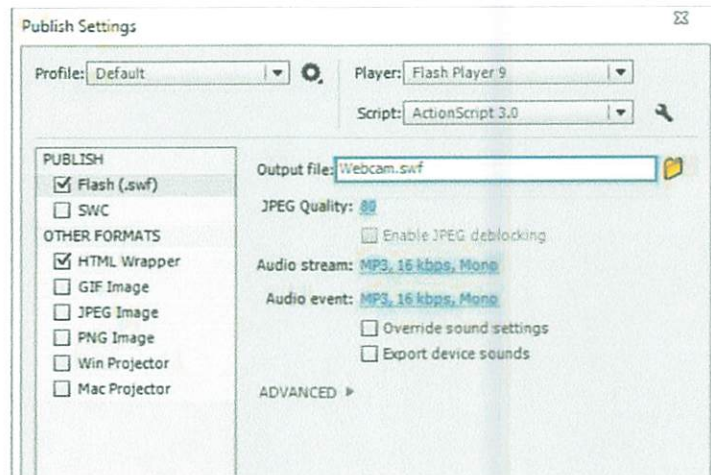 Publish Settings
Profile: Default
Player: Flash Player 9
Script: ActionScript 3.0
PUBLISH
Flash (.swf)
SWC
OTHER FORMATS
HTML Wrapper
GIF Image
JPEG Image
PNG Image
Win Projector
Mac Projector
Output file: Webcam.swf
JPEG Quality: 80
Enable JPEG deblocking
Audio stream: MP3, 16 kbps, Mono
Audio event: MP3, 16 kbps, Mono
Override sound settings
Export device sounds
ADVANCED